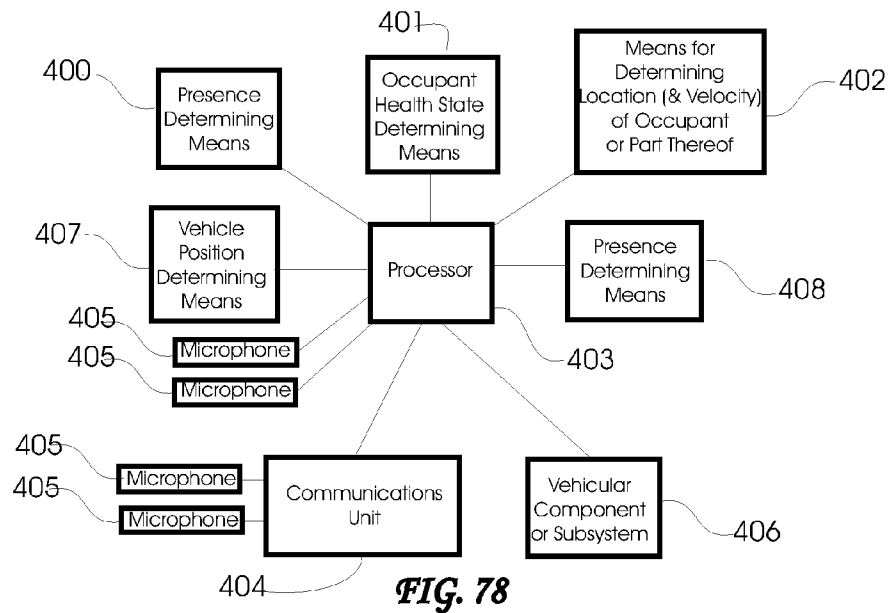 401
400
Presence
Determining
Means
Occupant
Health State
Determining
Means
Means for
Determining
Location (& Velocity)
of Occupant
or Part Thereof
402
407
Vehicle
Position
Determining
Means
Processor
Presence
Determining
Means
408
405
Microphone
405
Microphone
403
405
Microphone
405
Microphone
Communications
Unit
Vehicular
Component
or Subsystem
406
404
FIG. 78